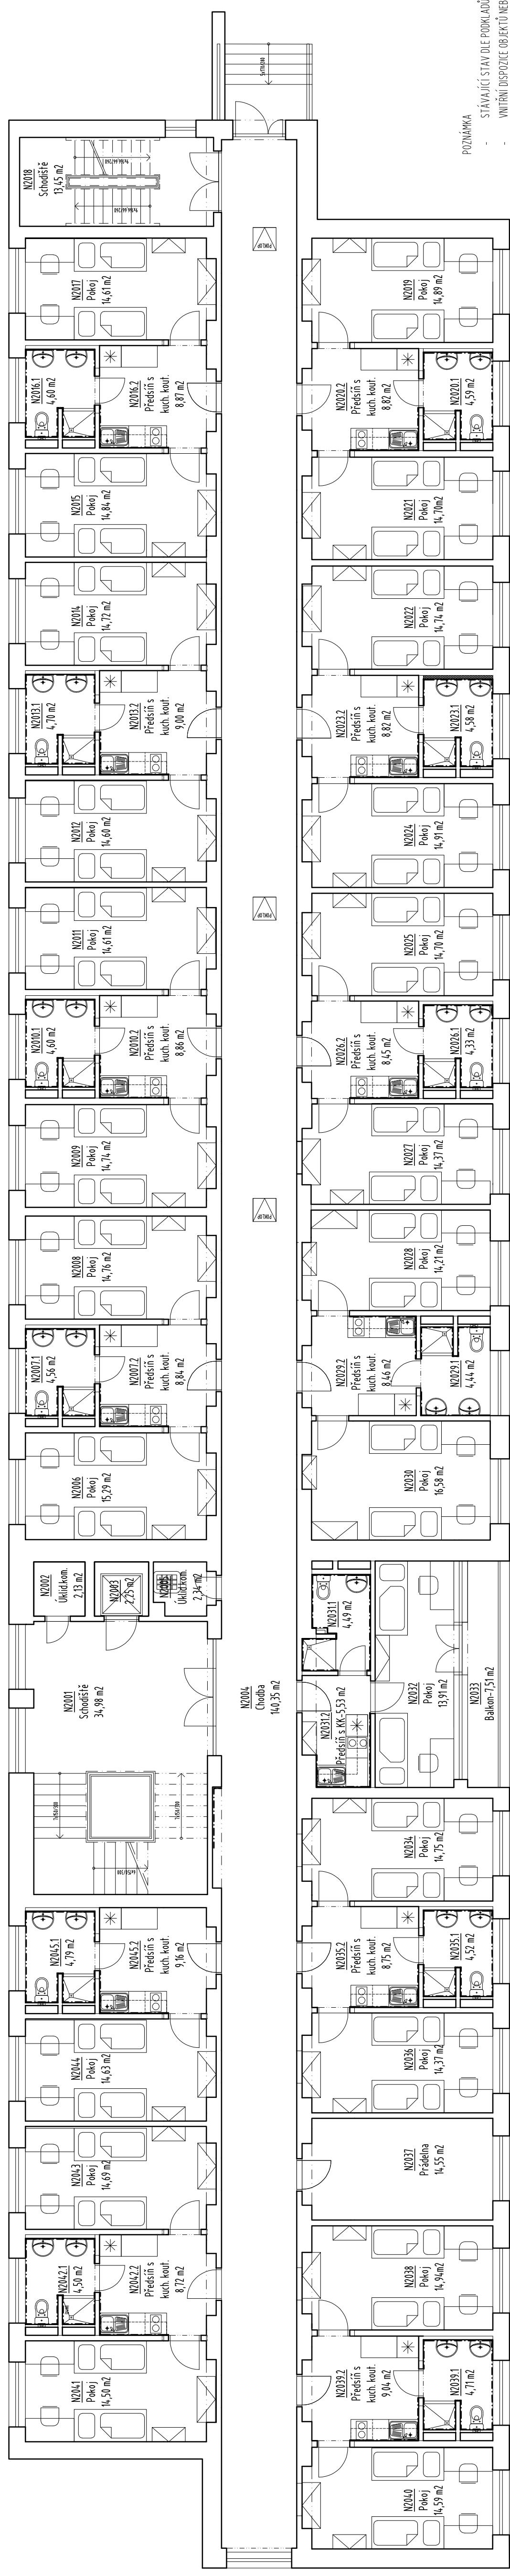 POZNÁMKA
- STÁVAJÍCÍ STAV DLE PODKLADŮ
- VNITŘNÍ DISPOZICE OBJEKTŮ NEB
N2018
Schodiště
13,45 m2
N2017
Pokoj
14,61 m2
N2016.1
4,60 m2
N2016.2
Předsíň s
kuch. kout.
8,87 m2
N2015
Pokoj
14,84 m2
N2014
Pokoj
14,72 m2
N2013.1
4,70 m2
N2013.2
Předsíň s
kuch. kout.
9,00 m2
N2012
Pokoj
14,60 m2
N2011
Pokoj
14,61 m2
N2010.1
4,60 m2
N2010.2
Předsíň s
kuch. kout.
8,86 m2
N2009
Pokoj
14,74 m2
N2008
Pokoj
14,76 m2
N2007.1
4,56 m2
N2007.2
Předsíň s
kuch. kout.
8,84 m2
N2006
Pokoj
15,29 m2
N2002
Úklid.kom.
2,13 m2
N2003
2,25 m2
Úklid.kom.
2,34 m2
N2001
Schodiště
34,98 m2
N2004
Chodba
140,35 m2
N2045.1
4,79 m2
N2045.2
Předsíň s
kuch. kout.
9,16 m2
N2044
Pokoj
14,63 m2
N2043
Pokoj
14,69 m2
N2042.1
4,50 m2
N2042.2
Předsíň s
kuch. kout.
8,72 m2
N2041
Pokoj
14,50 m2
N2019
Pokoj
14,89 m2
N2020.2
Předsíň s
kuch. kout.
8,82 m2
N2020.1
4,59 m2
N2021
Pokoj
14,70m2
N2022
Pokoj
14,74 m2
N2023.2
Předsíň s
kuch. kout.
8,82 m2
N2023.1
4,58 m2
N2024
Pokoj
14,91 m2
N2025
Pokoj
14,70 m2
N2026.2
Předsíň s
kuch. kout.
8,45 m2
N2026.1
4,33 m2
N2027
Pokoj
14,37 m2
N2028
Pokoj
14,21 m2
N2029.2
Předsíň s
kuch. kout.
8,46 m2
N2029.1
4,44 m2
N2030
Pokoj
16,58 m2
N2031.1
4,49 m2
N2031.2
Předsíň s KK-5,53 m2
N2032
Pokoj
13,91 m2
N2033
Balkon-7,51 m2
N2034
Pokoj
14,75 m2
N2035.2
Předsíň s
kuch. kout.
8,75 m2
N2035.1
4,52 m2
N2036
Pokoj
14,37 m2
N2037
Prádelna
14,55 m2
N2038
Pokoj
14,94m2
N2039.2
Předsíň s
kuch. kout.
9,04 m2
N2039.1
4,71 m2
N2040
Pokoj
14,59 m2
POKLOP
POKLOP
POKLOP